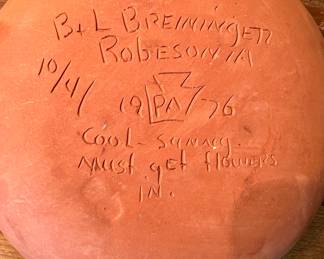 B + L BREININGER
ROBESONIA
10/4/
19 PA 76
COOL - SUNNY.
MUST GET FLOWERS
IN.